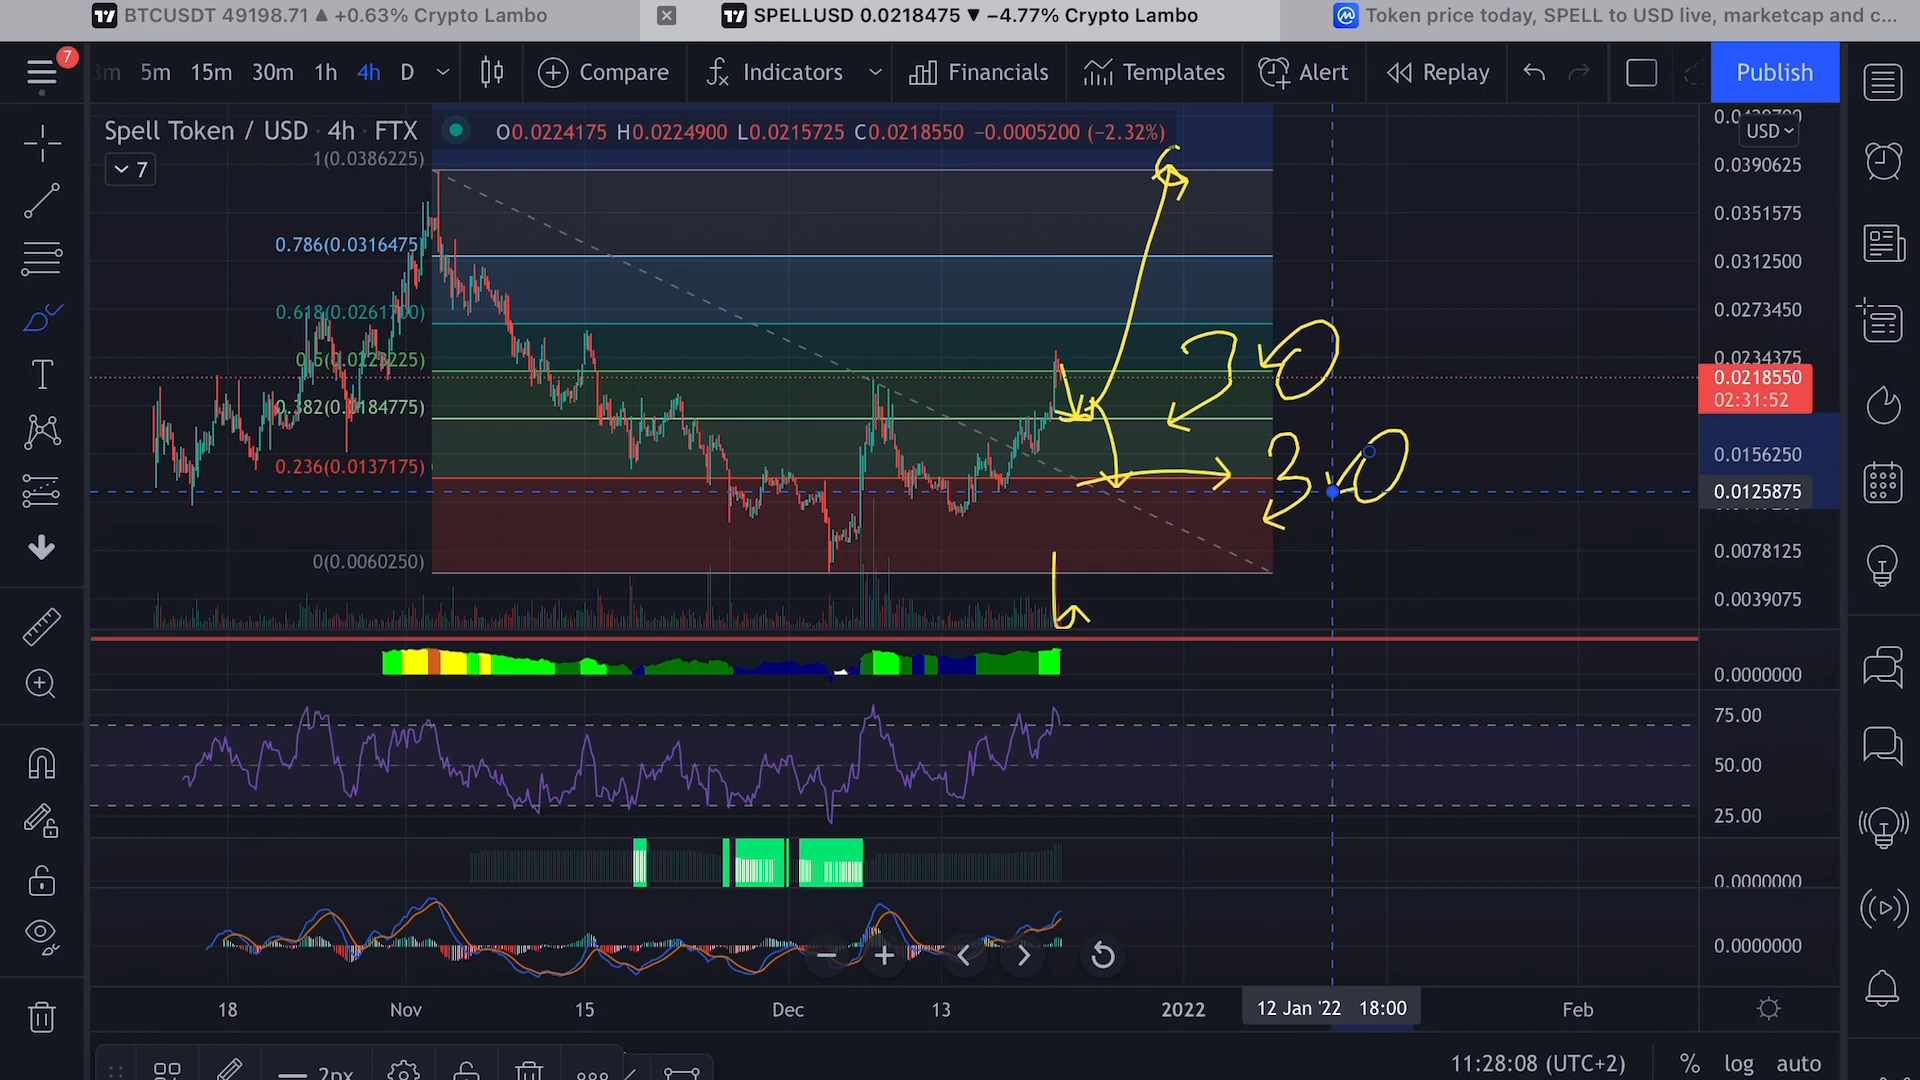 BTCUSDT 49198.71 ▲ +0.63% Crypto Lambo
SPELLUSD 0.0218475 ▼ −4.77% Crypto Lambo
Token price today, SPELL to USD live, marketcap and c...
7
5m 15m 30m 1h 4h D Compare Indicators Financials Templates Alert Replay Publish
Spell Token / USD · 4h · FTX
O0.0224175 H0.0224900 L0.0215725 C0.0218550 −0.0005200 (−2.32%)
USD
7
1(0.0386225)
0.0390625
0.0351575
0.786(0.0316475)
0.0312500
0.0273450
0.0234375
0.0218550
02:31:52
20
30
0.236(0.0137175)
0.0156250
0.0125875
0.0078125
0(0.0060250)
0.0039075
0.0000000
75.00
50.00
25.00
0.0000000
0.0000000
18 Nov 15 Dec 13 2022 12 Jan '22 18:00 Feb
2px
11:28:08 (UTC+2) % log auto